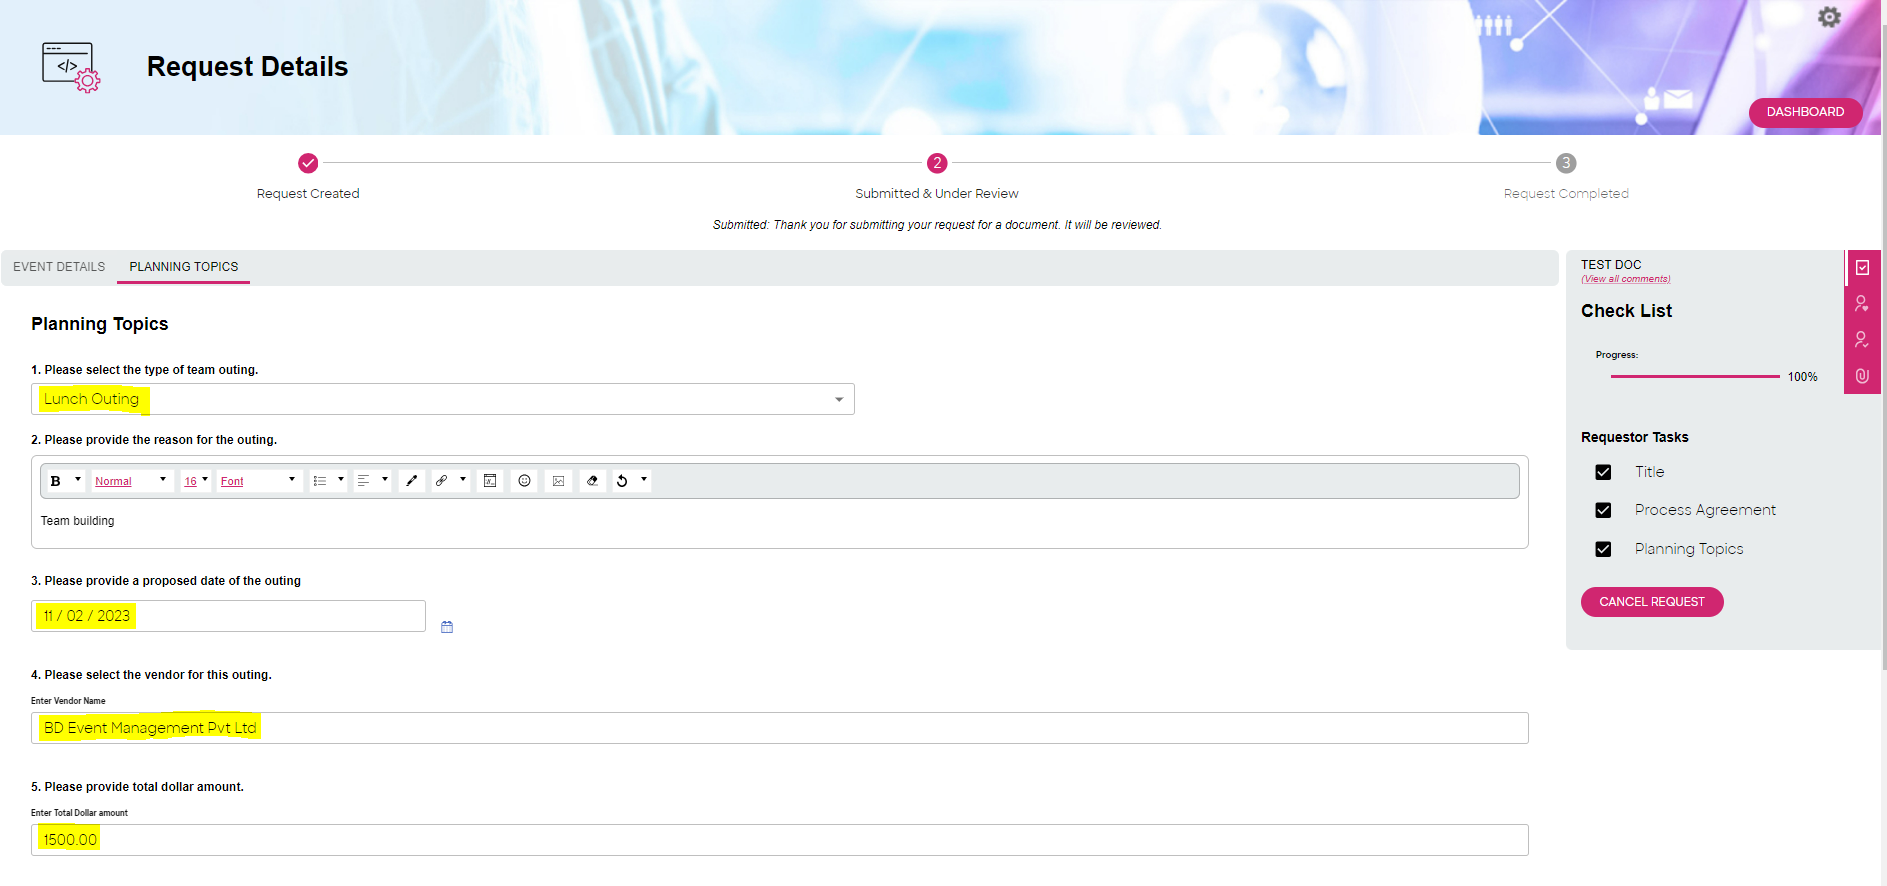 Request Details
DASHBOARD
2
3
Request Created
Submitted & Under Review
Request Completed
Submitted: Thank you for submitting your request for a document. It will be reviewed.
EVENT DETAILS
PLANNING TOPICS
Planning Topics
1. Please select the type of team outing.
Lunch Outing
2. Please provide the reason for the outing.
B
Normal
16
Font
Team building
3. Please provide a proposed date of the outing
11 / 02 / 2023
4. Please select the vendor for this outing.
Enter Vendor Name
BD Event Management Pvt Ltd
5. Please provide total dollar amount.
Enter Total Dollar amount
1500.00
TEST DOC
(View all comments)
Check List
Progress:
100%
Requestor Tasks
Title
Process Agreement
Planning Topics
CANCEL REQUEST